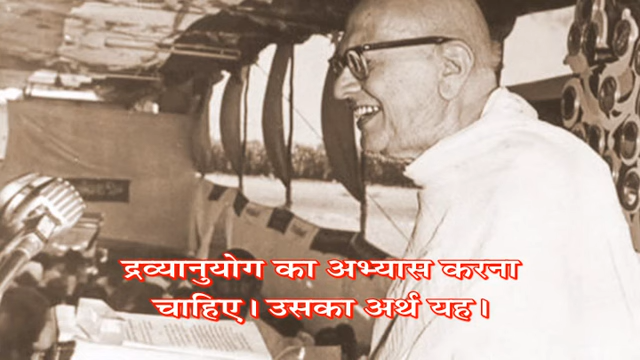 द्रव्यानुयोग का अभ्यास करना
चाहिए। उसका अर्थ यह।